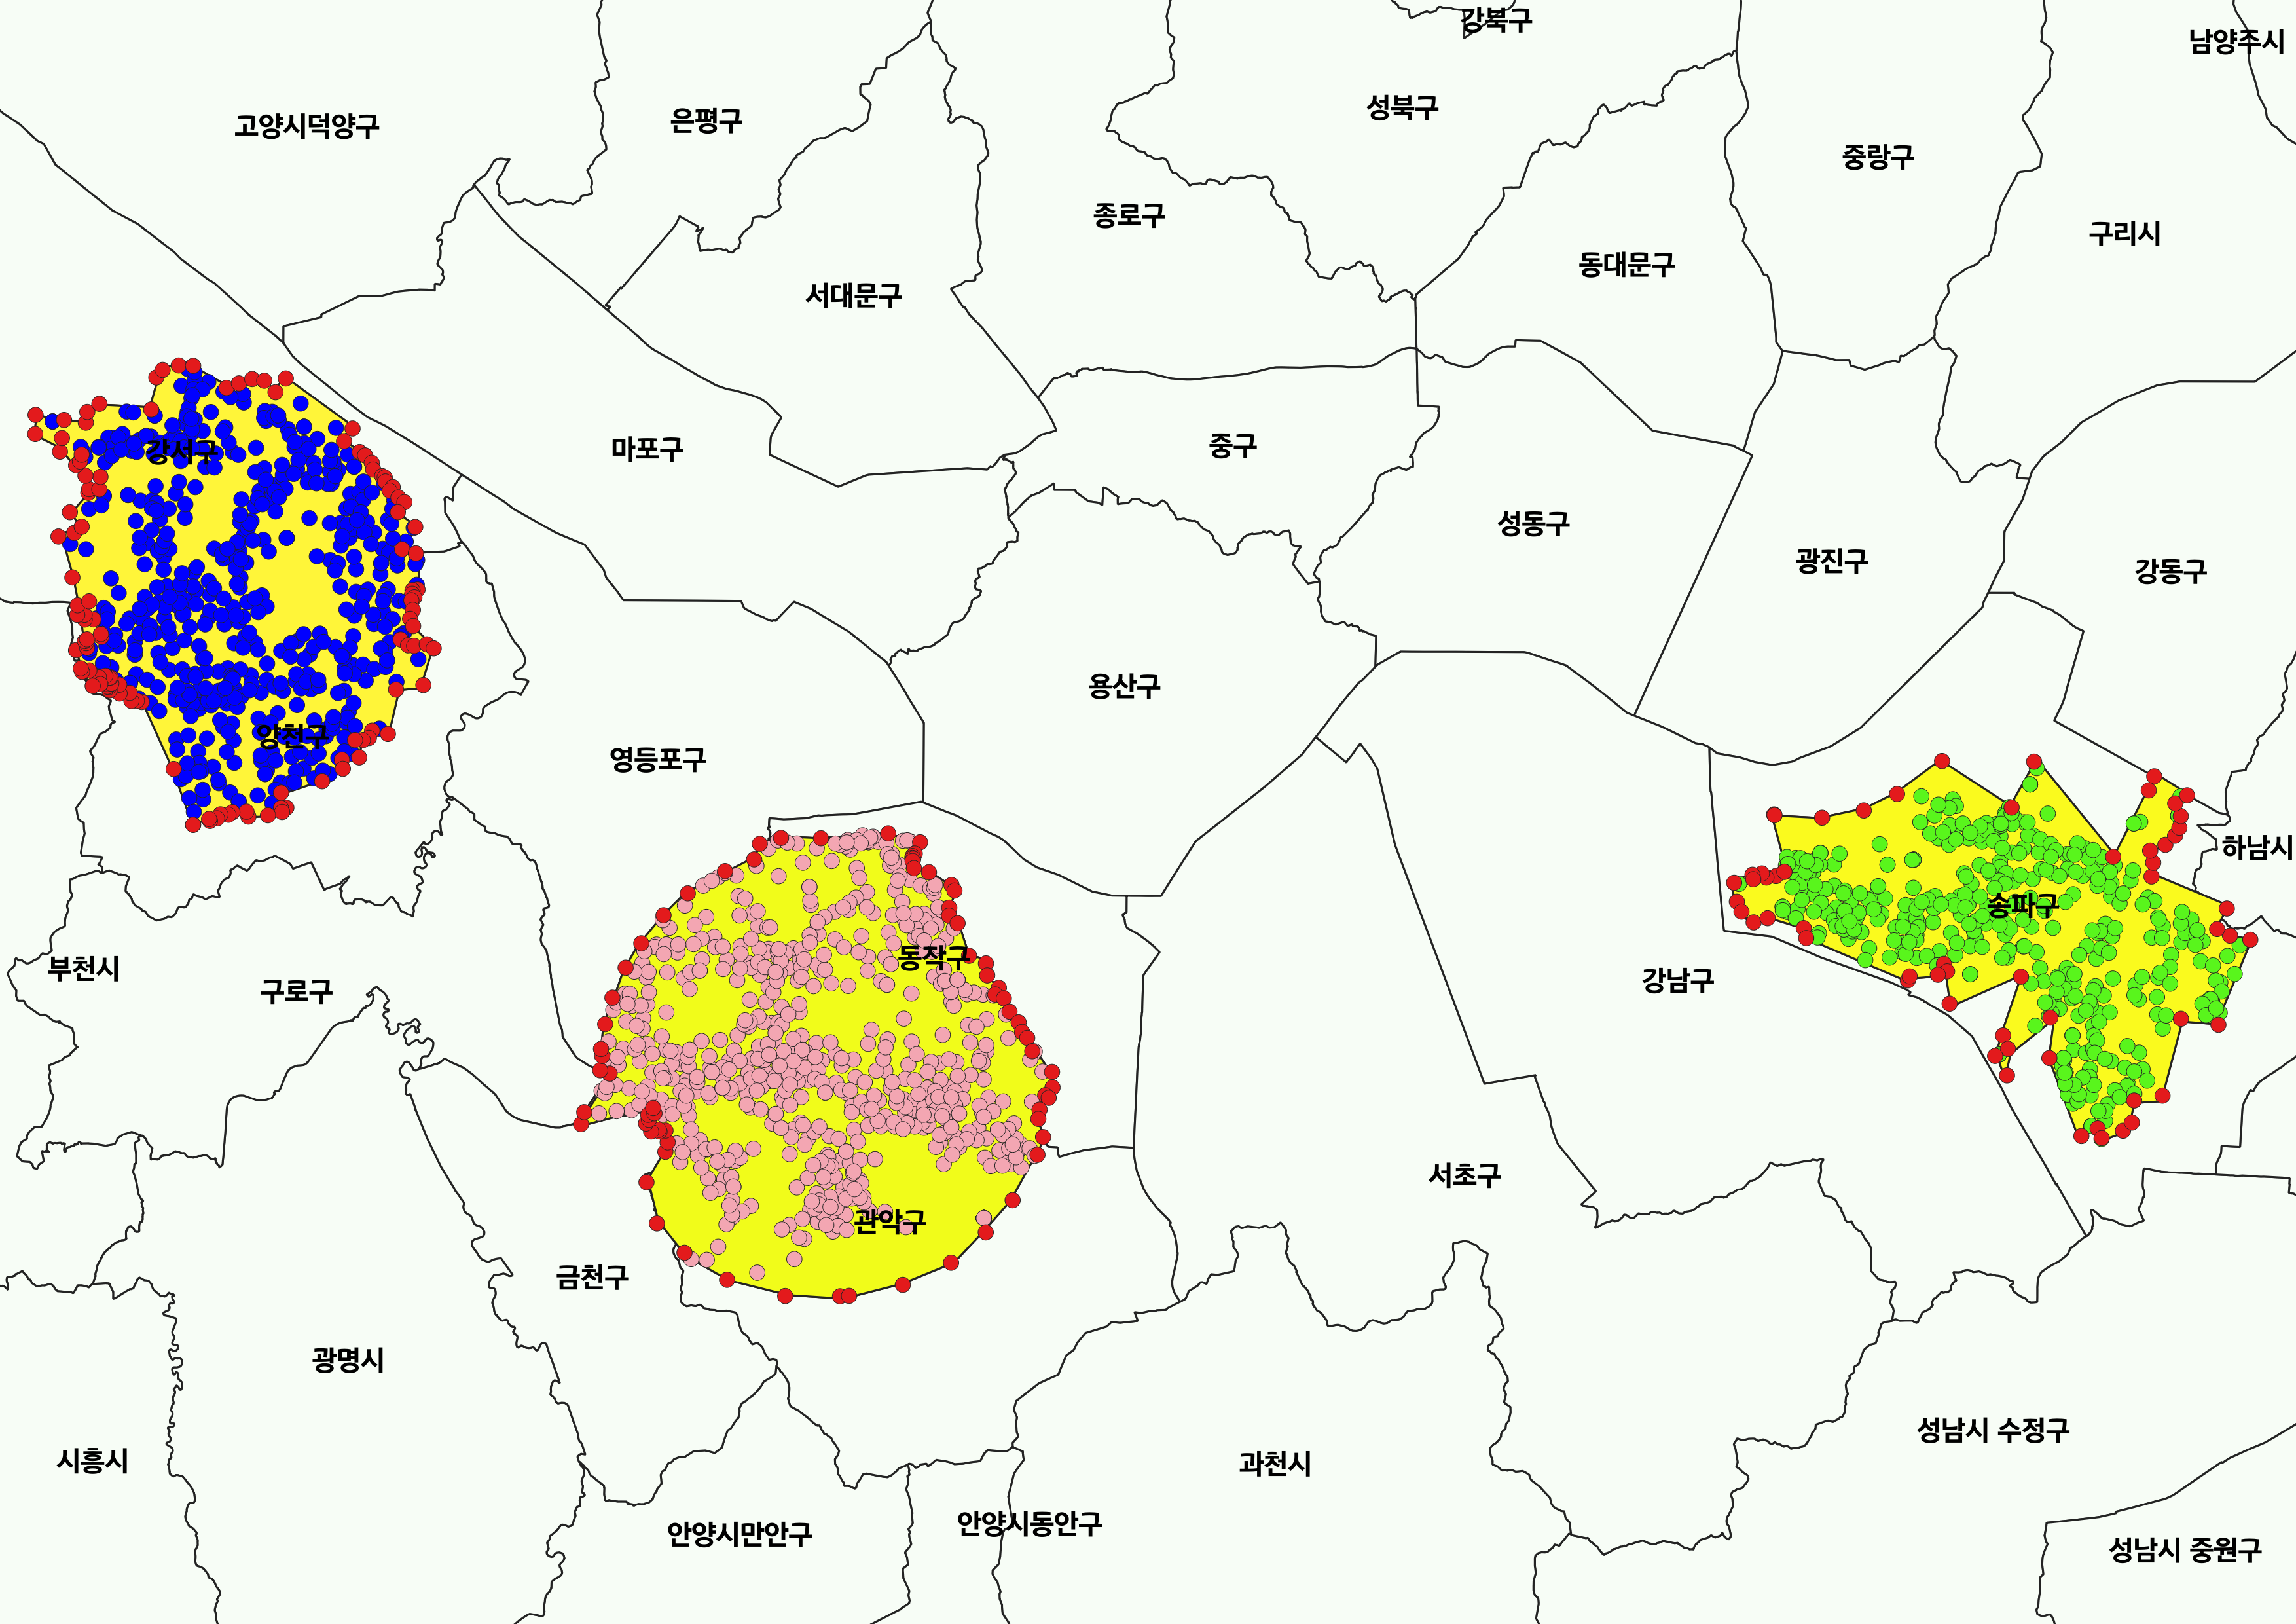 강북구
남양주시
성북구
은평구
고양시덕양구
중랑구
종로구
구리시
동대문구
서대문구
중구
마포구
강서구
성동구
광진구
강동구
용산구
양천구
영등포구
하남시
송파구
동작구
부천시
강남구
구로구
서초구
관악구
금천구
광명시
성남시 수정구
시흥시
과천시
안양시동안구
안양시만안구
성남시 중원구